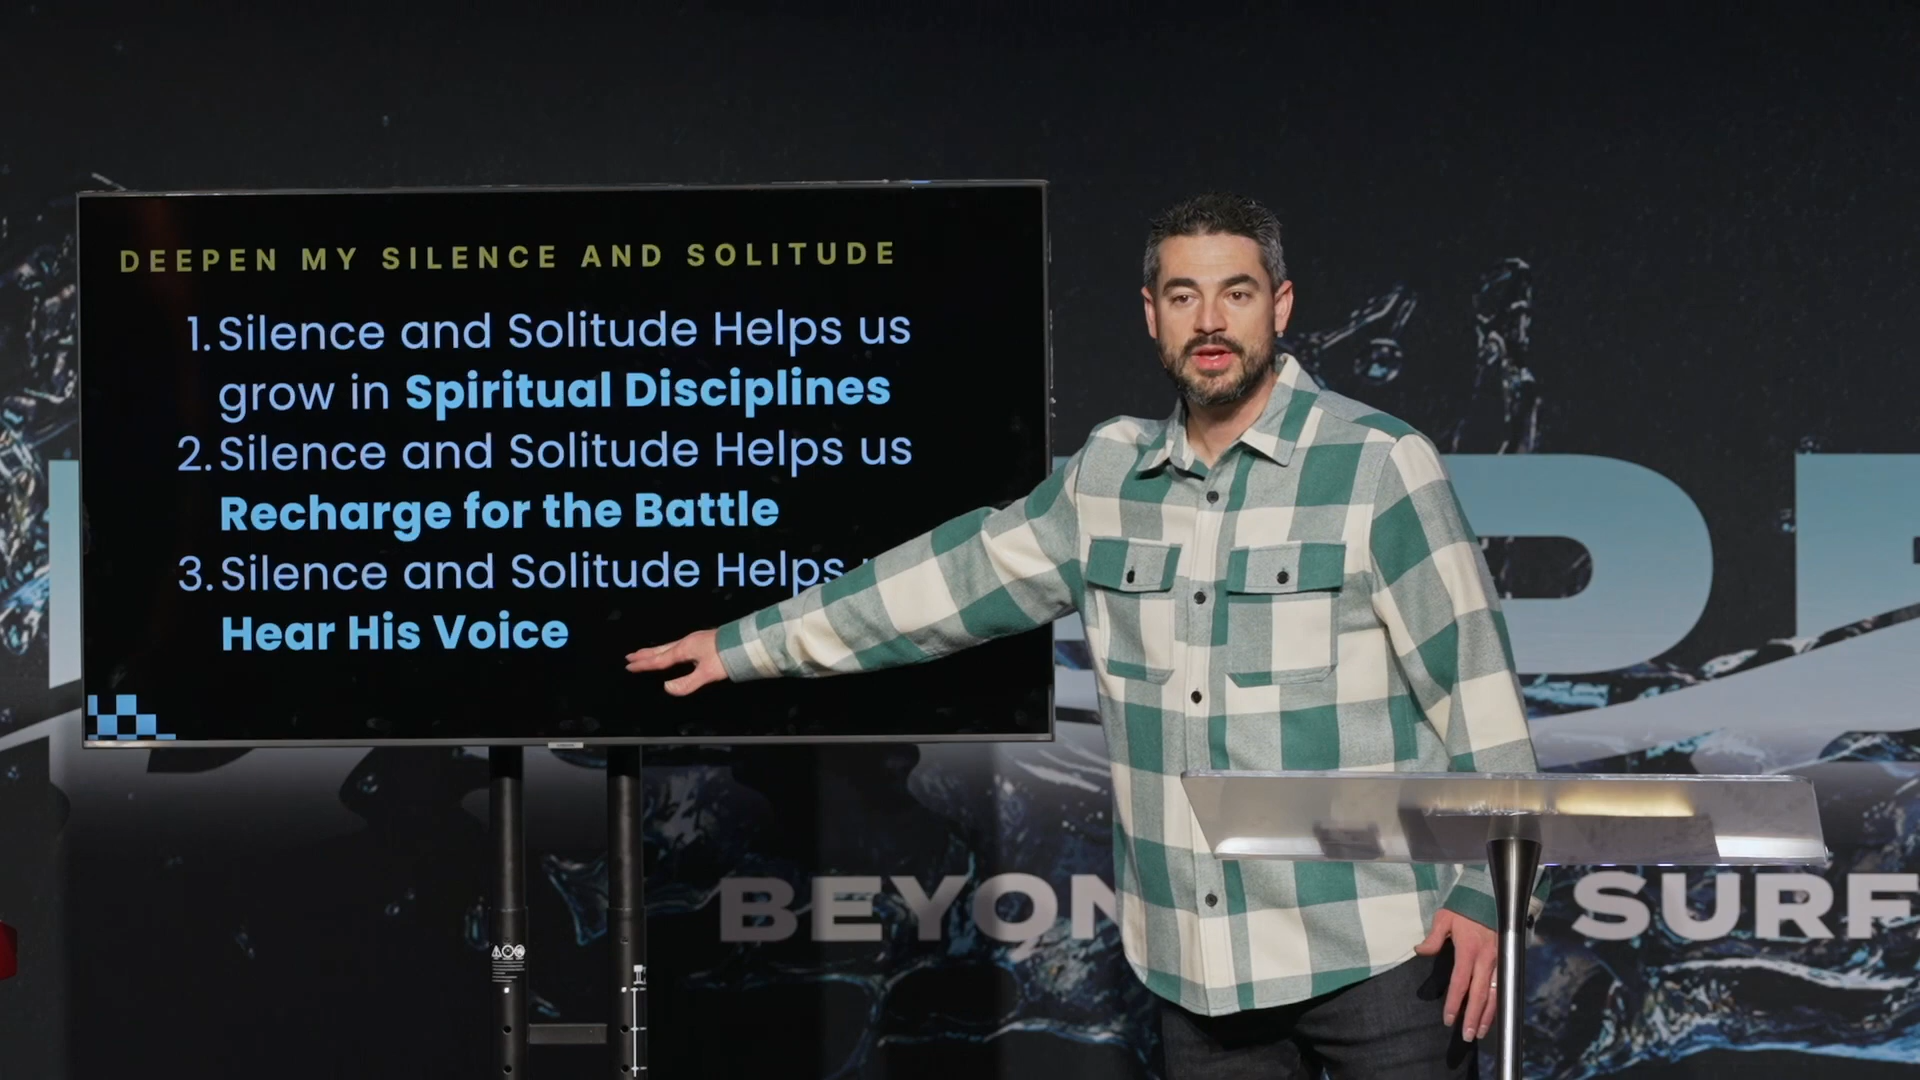 DEEPEN MY SILENCE AND SOLITUDE
1. Silence and Solitude Helps us
grow in Spiritual Disciplines
2. Silence and Solitude Helps us
Recharge for the Battle
3. Silence and Solitude Helps
Hear His Voice
BEYON
SURF